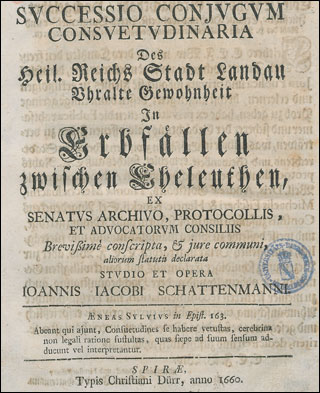 SVCCESSIO CONJVGVM
CONSVETVDINARIA
Des
Heil. Reichs Stadt Landau
Vhralte Gewohnheit
In
Erbfällen
zwischen Eheleuthen,
EX
SENATVS ARCHIVO, PROTOCOLLIS,
ET ADVOCATORVM CONSILIIS
Brevissimè conscripta, & jure communi,
aliorum statutis declarata
STVDIO ET OPERA
IOANNIS IACOBI SCHATTENMANNI.
ÆNEAS SYLVIUS in Epist. 163.
Abeant qui ajunt, Consuetudines se habere vetustas, cerebrina
non legali ratione fustultas, quas sæpe ad suum sensum ad-
ducunt vel interpretantur.
SPIRÆ,
Typis Christiani Dürr, anno 1660.